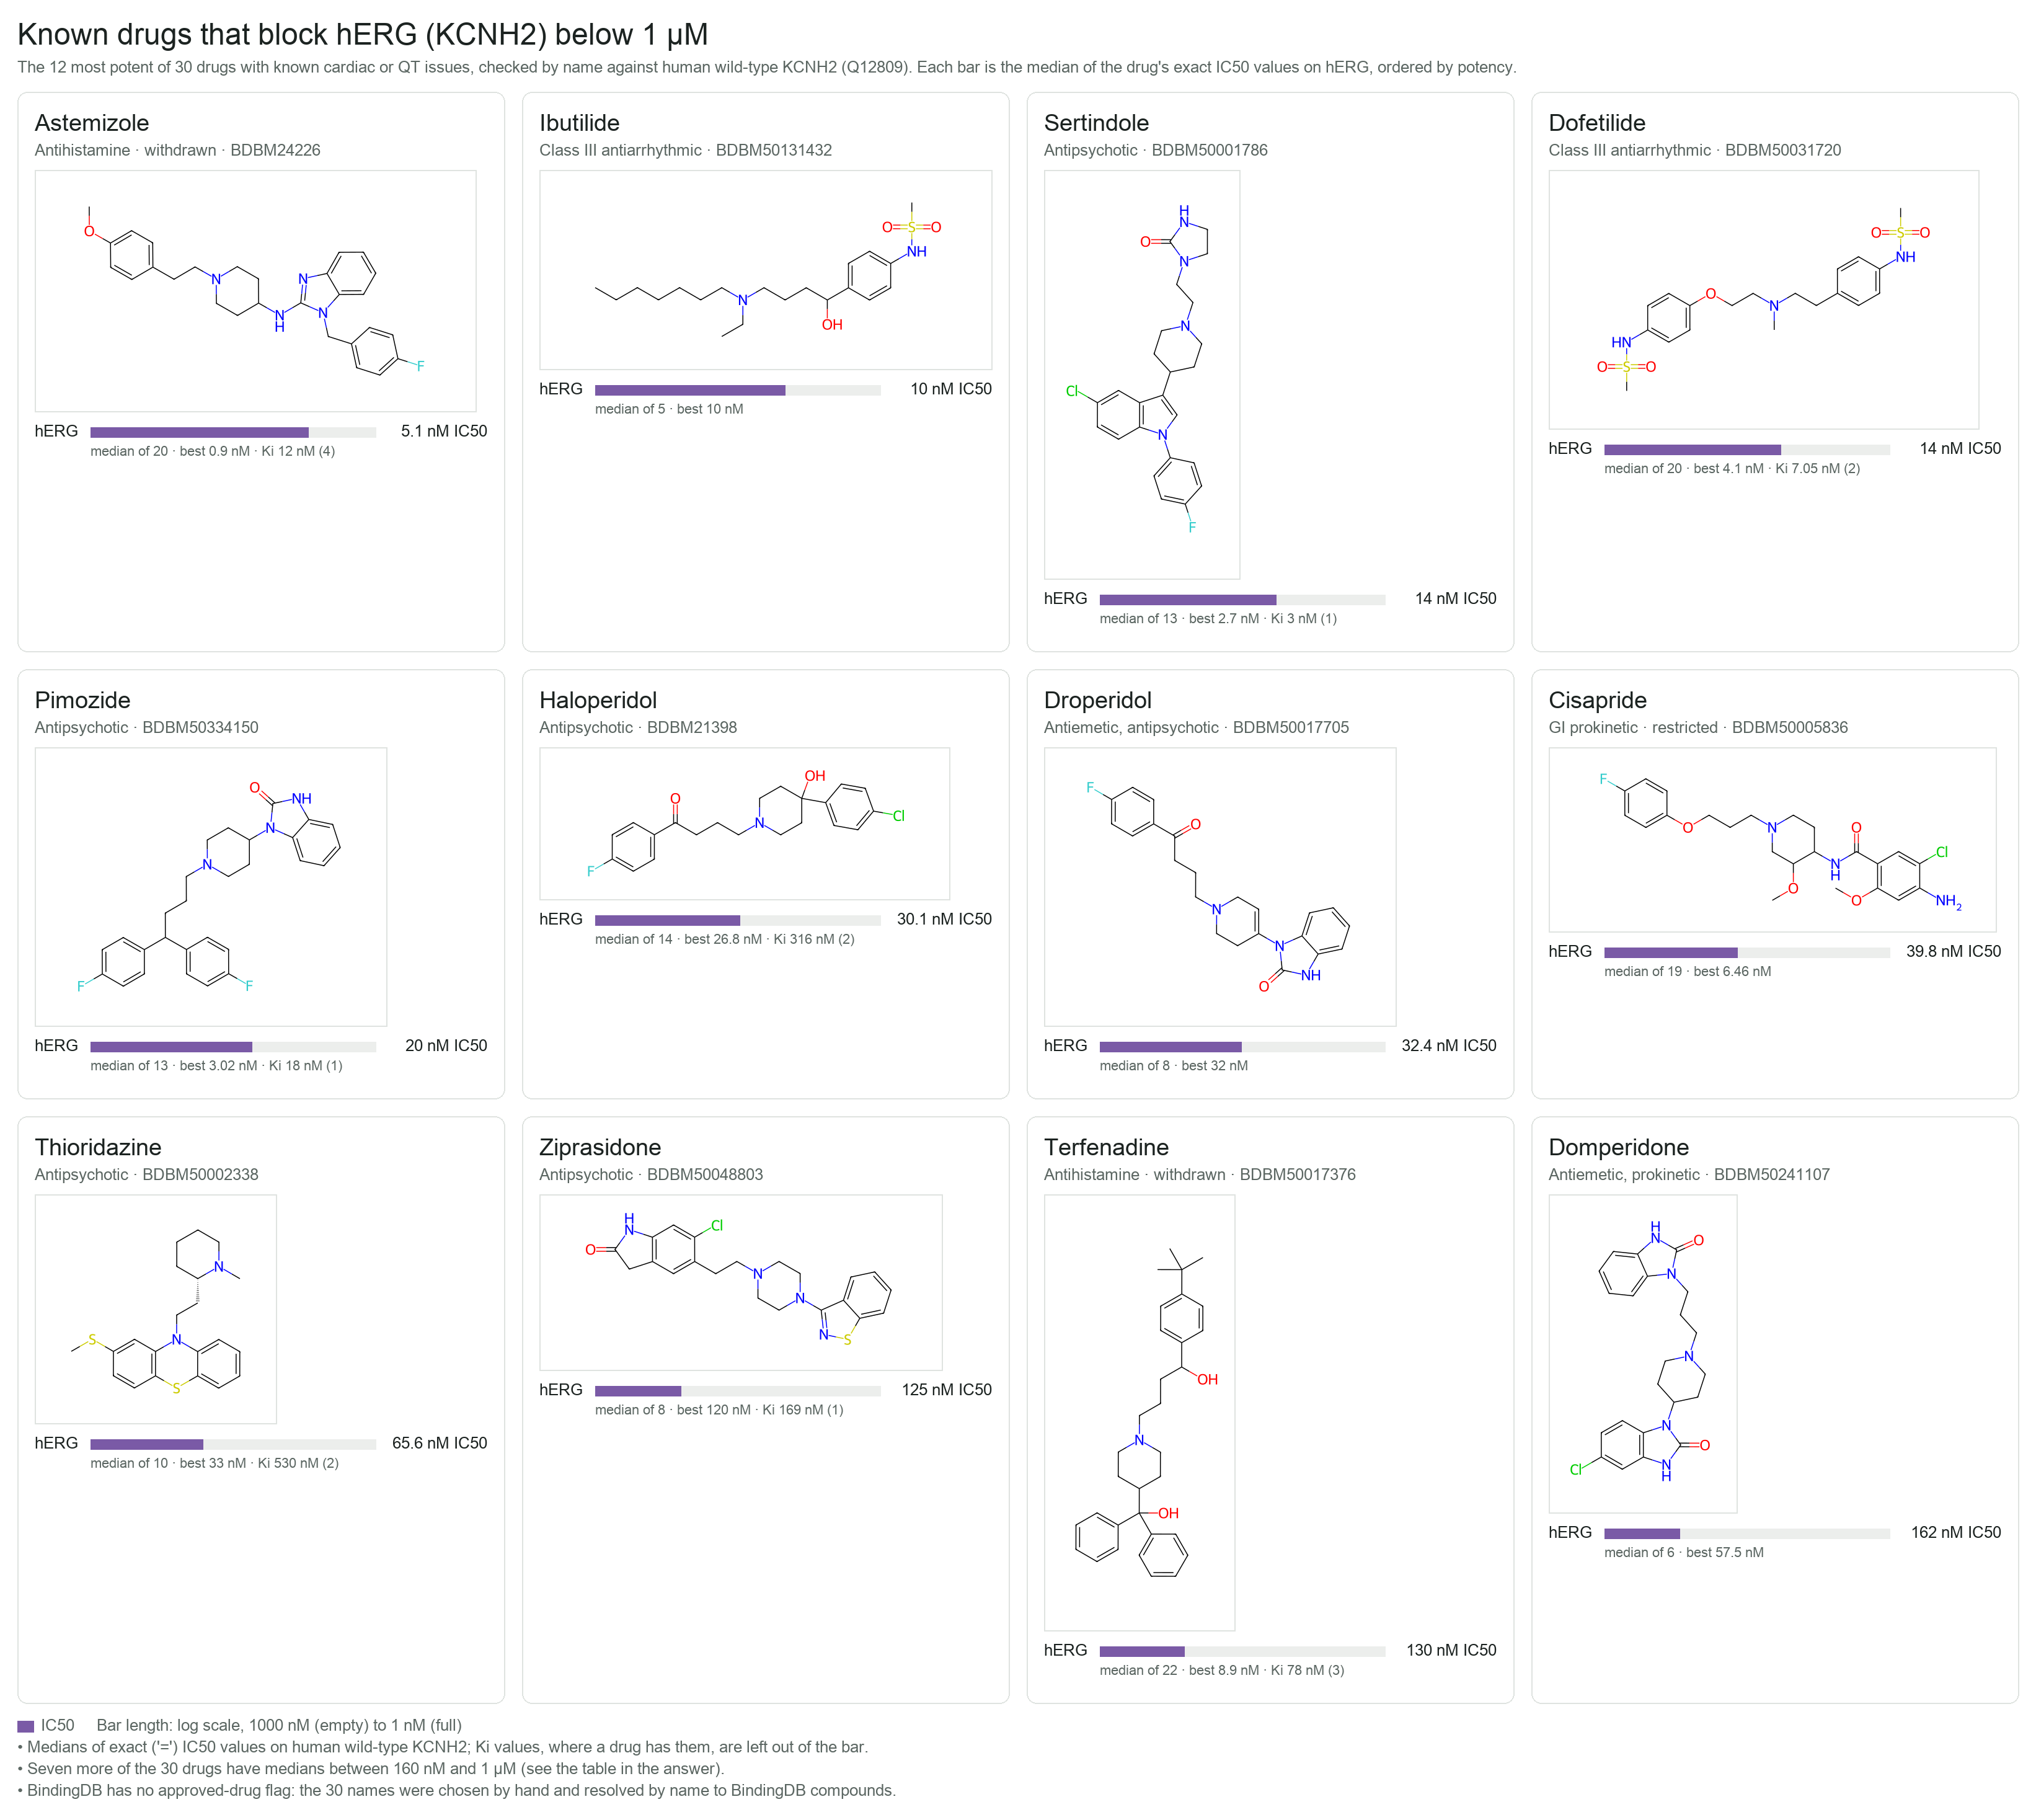 Known drugs that block hERG (KCNH2) below 1 µM
The 12 most potent of 30 drugs with known cardiac or QT issues, checked by name against human wild-type KCNH2 (Q12809). Each bar is the median of the drug's exact IC50 values on hERG, ordered by potency.
Astemizole
Antihistamine · withdrawn · BDBM24226
O
N
N
N
H
N
F
hERG
5.1 nM IC50
median of 20 · best 0.9 nM · Ki 12 nM (4)
Ibutilide
Class III antiarrhythmic · BDBM50131432
O S O
NH
N
OH
hERG
10 nM IC50
median of 5 · best 10 nM
Sertindole
Antipsychotic · BDBM50001786
H
N
O
N
N
Cl
N
F
hERG
14 nM IC50
median of 13 · best 2.7 nM · Ki 3 nM (1)
Dofetilide
Class III antiarrhythmic · BDBM50031720
O S O
NH
O
N
HN
O S O
hERG
14 nM IC50
median of 20 · best 4.1 nM · Ki 7.05 nM (2)
Pimozide
Antipsychotic · BDBM50334150
O
NH
N
N
F
F
hERG
20 nM IC50
median of 13 · best 3.02 nM · Ki 18 nM (1)
Haloperidol
Antipsychotic · BDBM21398
OH
O
Cl
N
F
hERG
30.1 nM IC50
median of 14 · best 26.8 nM · Ki 316 nM (2)
Droperidol
Antiemetic, antipsychotic · BDBM50017705
F
O
N
N
NH
O
hERG
32.4 nM IC50
median of 8 · best 32 nM
Cisapride
GI prokinetic · restricted · BDBM50005836
F
O
N
O
Cl
N
H
O
O
NH2
hERG
39.8 nM IC50
median of 19 · best 6.46 nM
Thioridazine
Antipsychotic · BDBM50002338
N
S
N
S
hERG
65.6 nM IC50
median of 10 · best 33 nM · Ki 530 nM (2)
Ziprasidone
Antipsychotic · BDBM50048803
H
N
Cl
O
N
N
N
S
hERG
125 nM IC50
median of 8 · best 120 nM · Ki 169 nM (1)
Terfenadine
Antihistamine · withdrawn · BDBM50017376
OH
N
OH
hERG
130 nM IC50
median of 22 · best 8.9 nM · Ki 78 nM (3)
Domperidone
Antiemetic, prokinetic · BDBM50241107
H
N
O
N
N
N
O
Cl
N
H
hERG
162 nM IC50
median of 6 · best 57.5 nM
IC50 Bar length: log scale, 1000 nM (empty) to 1 nM (full)
• Medians of exact ('=') IC50 values on human wild-type KCNH2; Ki values, where a drug has them, are left out of the bar.
• Seven more of the 30 drugs have medians between 160 nM and 1 µM (see the table in the answer).
• BindingDB has no approved-drug flag: the 30 names were chosen by hand and resolved by name to BindingDB compounds.